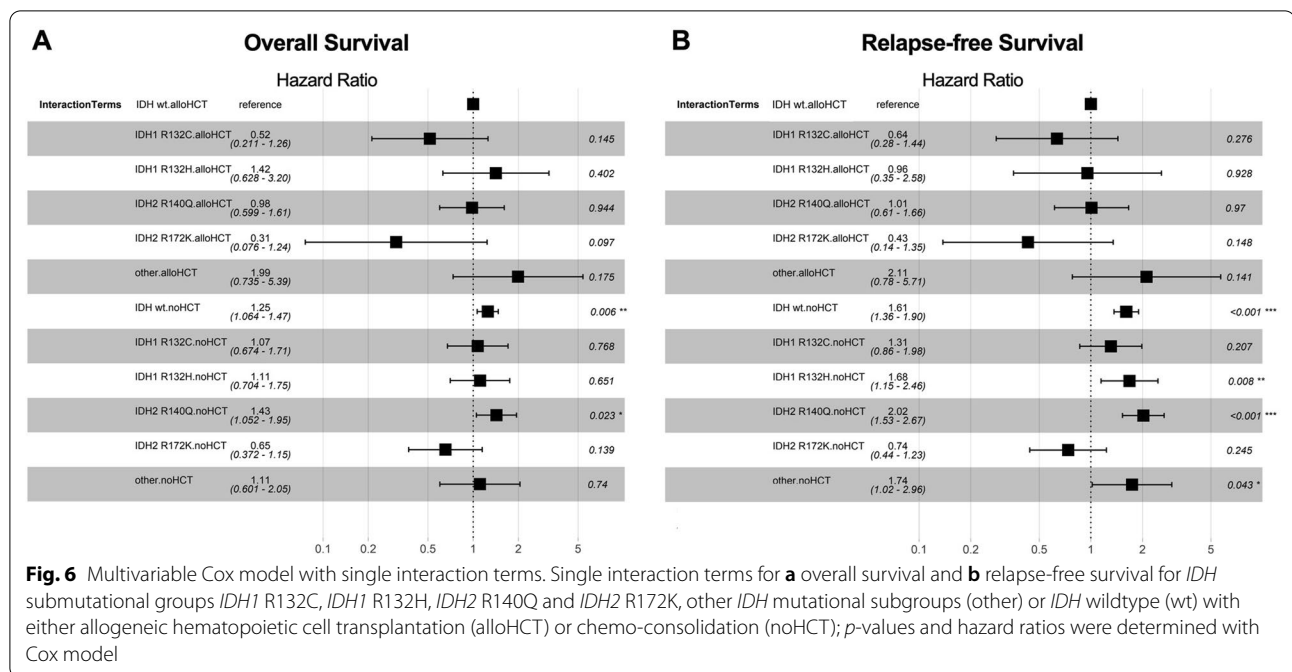 A Overall Survival
Hazard Ratio
InteractionTerms IDH wt.alloHCT reference
IDH1 R132C.alloHCT 0.52 0.145
(0.211 - 1.26)
IDH1 R132H.alloHCT 1.42 0.402
(0.628 - 3.20)
IDH2 R140Q.alloHCT 0.98 0.944
(0.599 - 1.61)
IDH2 R172K.alloHCT 0.31 0.097
(0.076 - 1.24)
other.alloHCT 1.99 0.175
(0.735 - 5.39)
IDH wt.noHCT 1.25 0.006 **
(1.064 - 1.47)
IDH1 R132C.noHCT 1.07 0.768
(0.674 - 1.71)
IDH1 R132H.noHCT 1.11 0.651
(0.704 - 1.75)
IDH2 R140Q.noHCT 1.43 0.023 *
(1.052 - 1.95)
IDH2 R172K.noHCT 0.65 0.139
(0.372 - 1.15)
other.noHCT 1.11 0.74
(0.601 - 2.05)
0.1 0.2 0.5 1 2 5
B Relapse-free Survival
Hazard Ratio
InteractionTerms IDH wt.alloHCT reference
IDH1 R132C.alloHCT 0.64 0.276
(0.28 - 1.44)
IDH1 R132H.alloHCT 0.96 0.928
(0.35 - 2.58)
IDH2 R140Q.alloHCT 1.01 0.97
(0.61 - 1.66)
IDH2 R172K.alloHCT 0.43 0.148
(0.14 - 1.35)
other.alloHCT 2.11 0.141
(0.78 - 5.71)
IDH wt.noHCT 1.61 <0.001 ***
(1.36 - 1.90)
IDH1 R132C.noHCT 1.31 0.207
(0.86 - 1.98)
IDH1 R132H.noHCT 1.68 0.008 **
(1.15 - 2.46)
IDH2 R140Q.noHCT 2.02 <0.001 ***
(1.53 - 2.67)
IDH2 R172K.noHCT 0.74 0.245
(0.44 - 1.23)
other.noHCT 1.74 0.043 *
(1.02 - 2.96)
0.1 0.2 0.5 1 2 5
Fig. 6 Multivariable Cox model with single interaction terms. Single interaction terms for a overall survival and b relapse-free survival for IDH
submutational groups IDH1 R132C, IDH1 R132H, IDH2 R140Q and IDH2 R172K, other IDH mutational subgroups (other) or IDH wildtype (wt) with
either allogeneic hematopoietic cell transplantation (alloHCT) or chemo-consolidation (noHCT); p-values and hazard ratios were determined with
Cox model